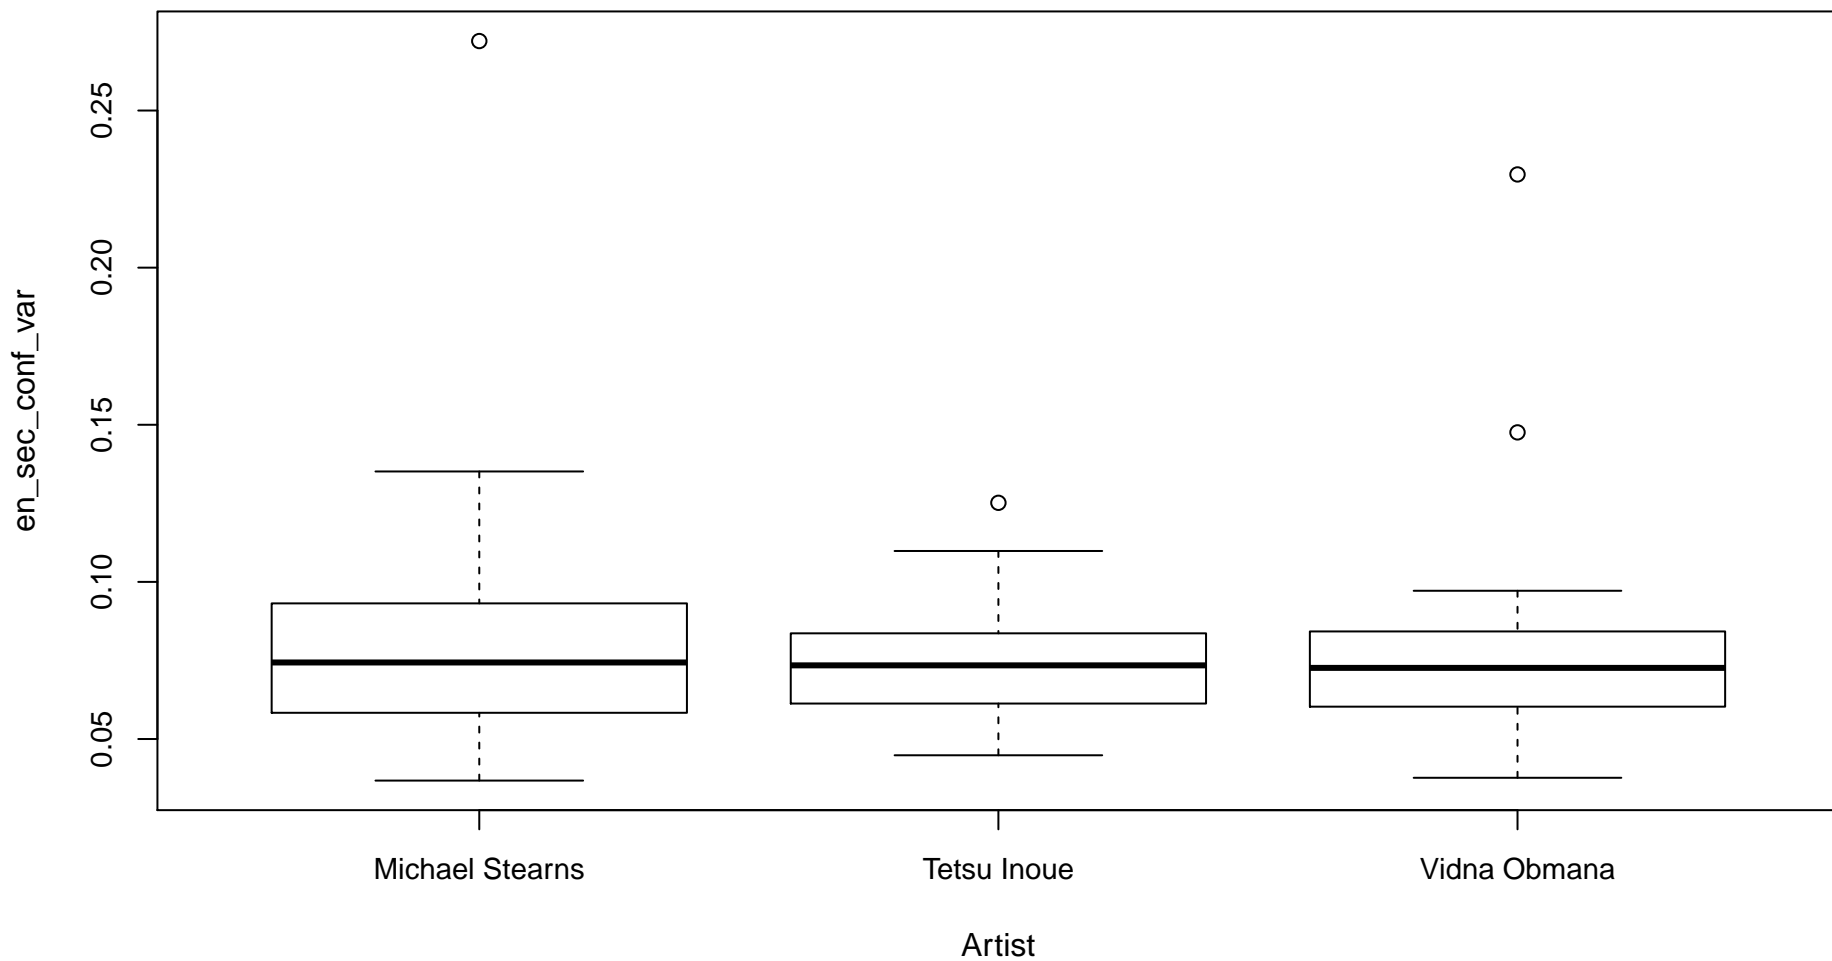 en_sec_conf_var
0.25
0.20
0.15
0.10
0.05
Michael Stearns
Tetsu Inoue
Vidna Obmana
Artist